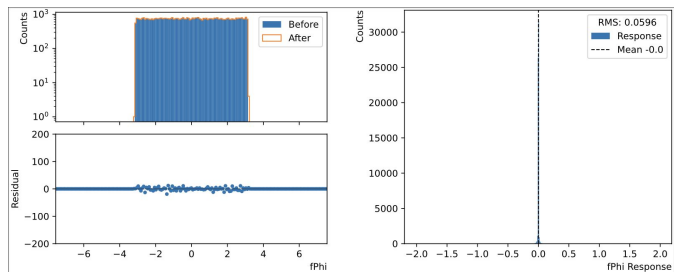 Counts
10³
10²
10¹
10⁰
Before
After
Residual
200
100
0
−100
−200
−6 −4 −2 0 2 4 6
fPhi
Counts
30000
25000
20000
15000
10000
5000
0
RMS: 0.0596
Response
Mean -0.0
−2.0 −1.5 −1.0 −0.5 0.0 0.5 1.0 1.5 2.0
fPhi Response